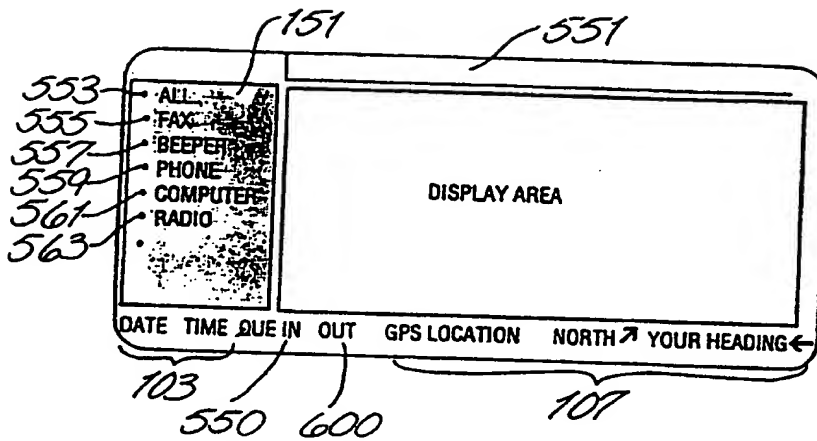 151
551
553 • ALL
555 • FAX
557 • BEEPER
559 • PHONE
561 • COMPUTER
563 • RADIO
•
DISPLAY AREA
DATE TIME QUE IN OUT GPS LOCATION NORTH ↗ YOUR HEADING ←
103
550
600
107